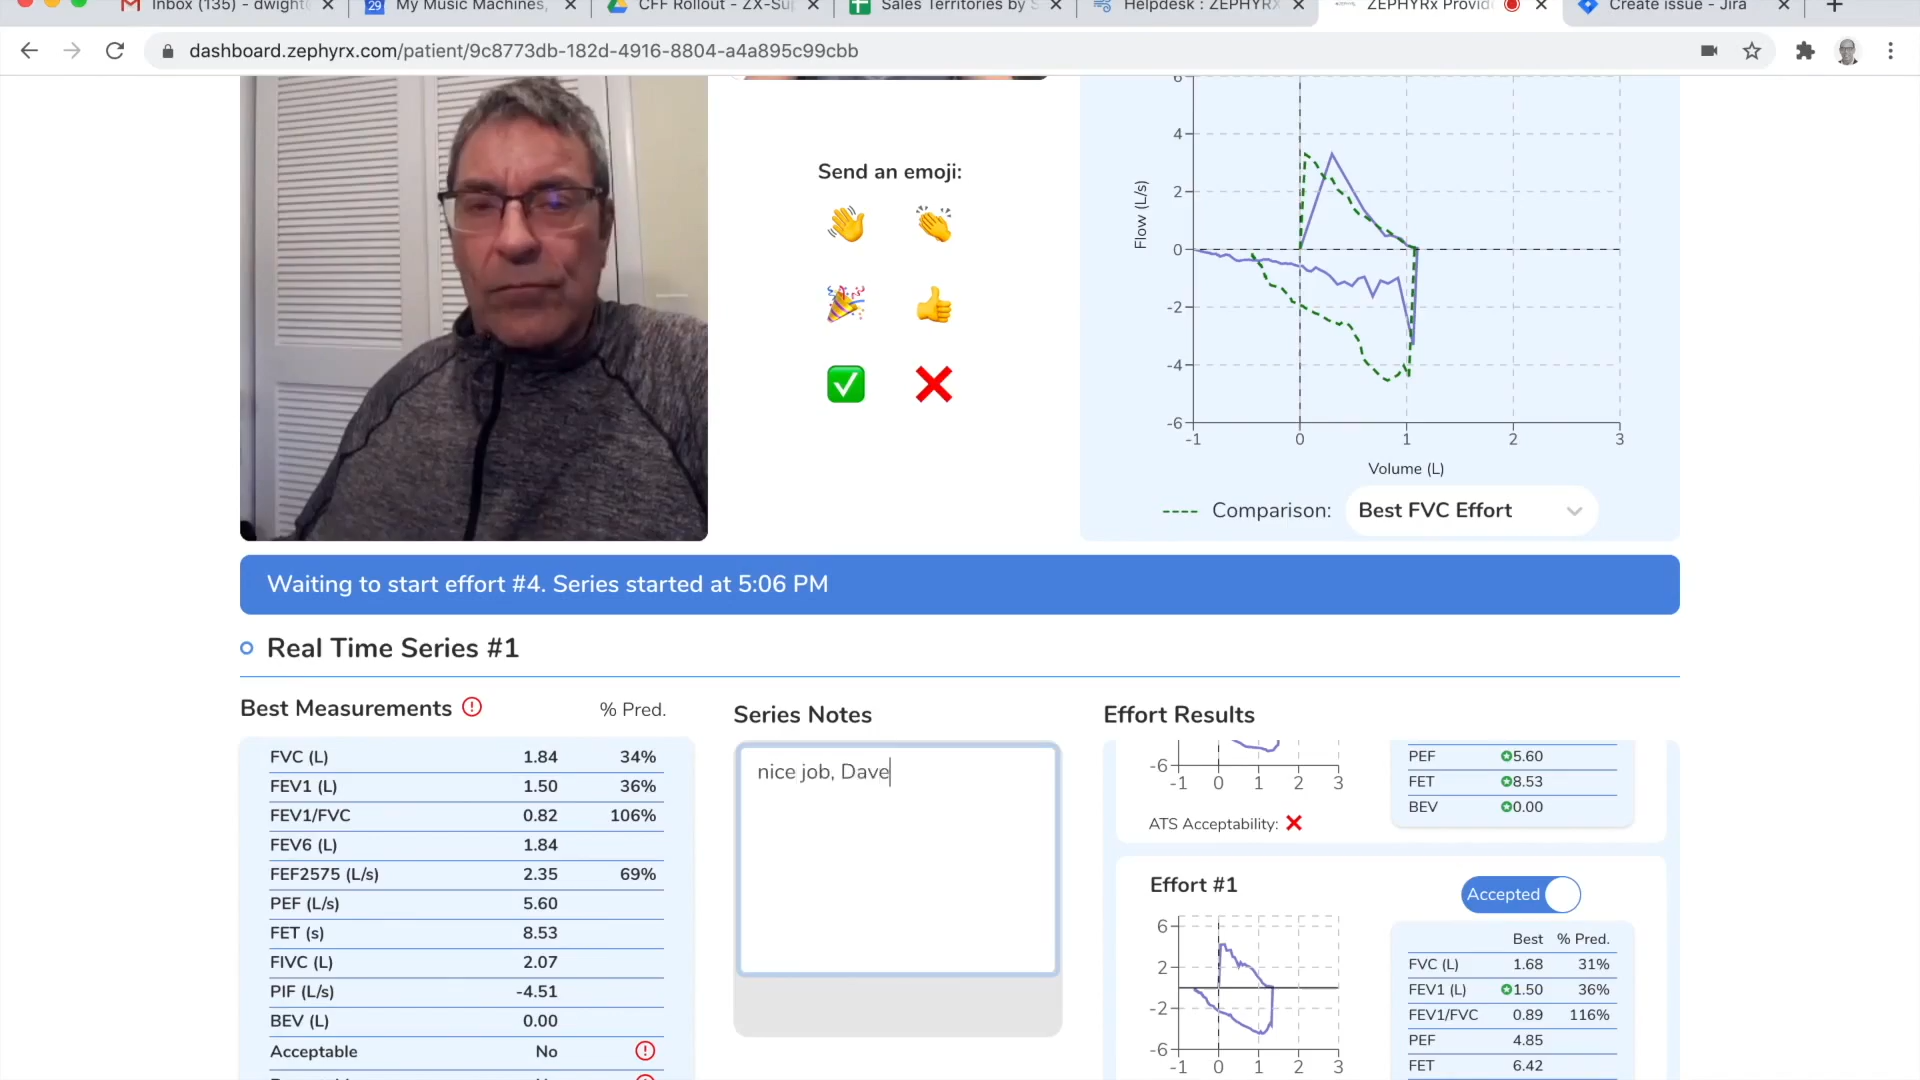 Inbox (135) - dwight
29
My Music Machines,
CFF Rollout - ZX-Su
Sales Territories by S
Helpdesk : ZEPHYRX
ZEPHYRx Provid
Create issue - Jira
dashboard.zephyrx.com/patient/9c8773db-182d-4916-8804-a4a895c99cbb
Send an emoji:
6
4
2
0
-2
-4
-6
-1 0 1 2 3
Flow (L/s)
Volume (L)
Comparison: Best FVC Effort
Waiting to start effort #4. Series started at 5:06 PM
Real Time Series #1
Best Measurements % Pred.
FVC (L) 1.84 34%
FEV1 (L) 1.50 36%
FEV1/FVC 0.82 106%
FEV6 (L) 1.84
FEF2575 (L/s) 2.35 69%
PEF (L/s) 5.60
FET (s) 8.53
FIVC (L) 2.07
PIF (L/s) -4.51
BEV (L) 0.00
Acceptable No
Series Notes
nice job, Dave
Effort Results
-6
-1 0 1 2 3
ATS Acceptability:
PEF 5.60
FET 8.53
BEV 0.00
Effort #1
Accepted
6
2
-2
-6
-1 0 1 2 3
Best % Pred.
FVC (L) 1.68 31%
FEV1 (L) 1.50 36%
FEV1/FVC 0.89 116%
PEF 4.85
FET 6.42